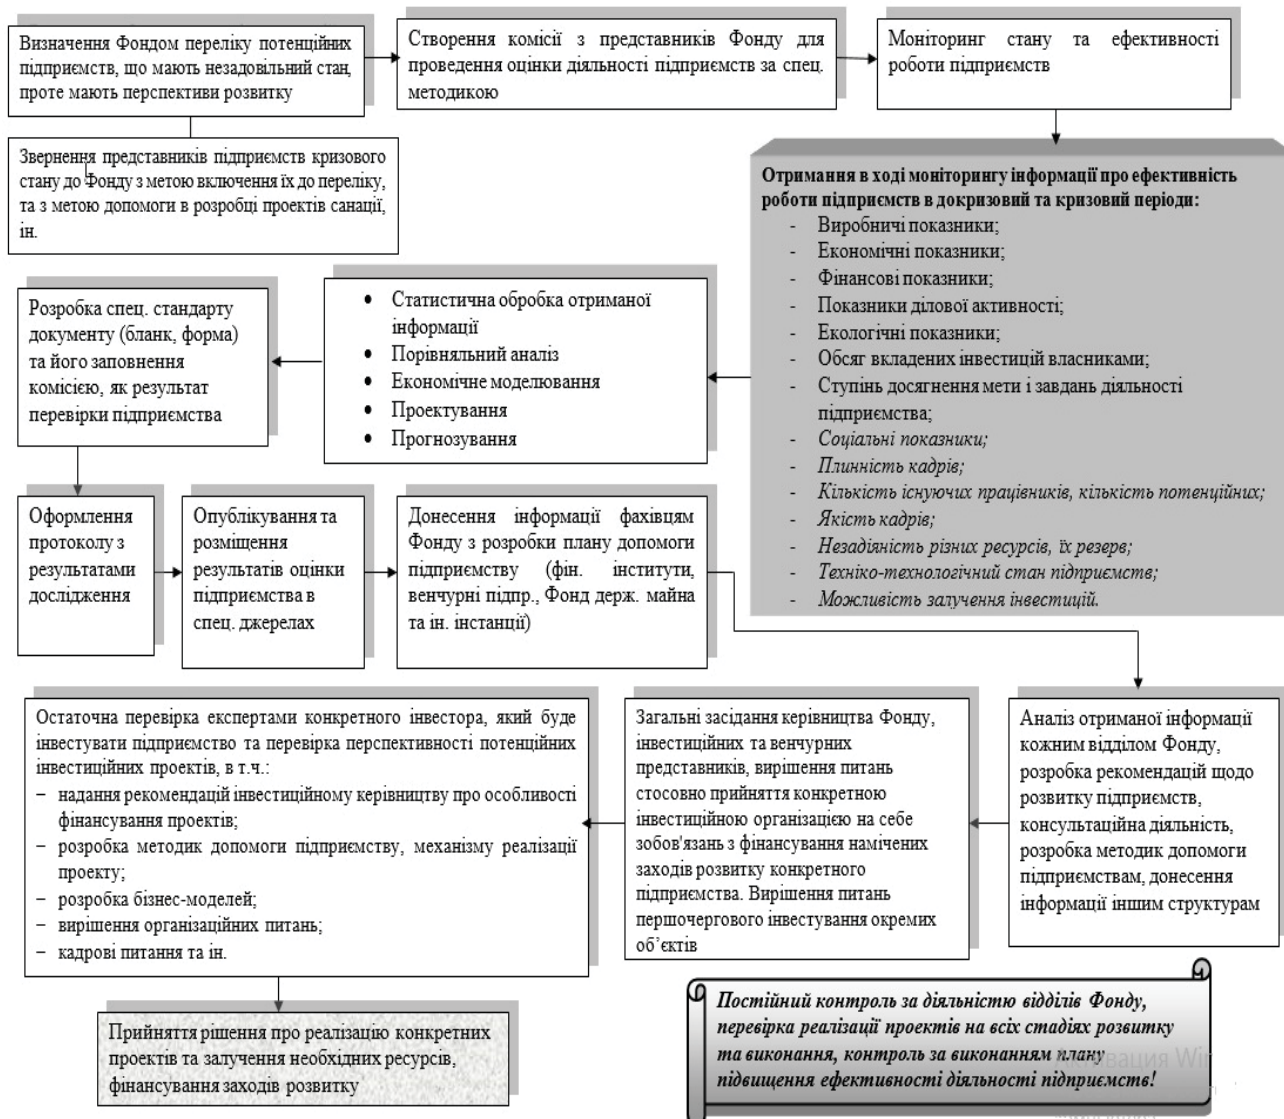 Визначення Фондом переліку потенційних
підприємств, що мають незадовільний стан,
проте мають перспективи розвитку
Створення комісії з представників Фонду для
проведення оцінки діяльності підприємств за спец.
методикою
Моніторинг стану та ефективності
роботи підприємств
Звернення представників підприємств кризового
стану до Фонду з метою включення їх до переліку,
та з метою допомоги в розробці проектів санації,
ін.
Отримання в ході моніторингу інформації про ефективність
роботи підприємств в докризовий та кризовий періоди:
- Виробничі показники;
- Економічні показники;
- Фінансові показники;
- Показники ділової активності;
- Екологічні показники;
- Обсяг вкладених інвестицій власниками;
- Ступінь досягнення мети і завдань діяльності
підприємства;
- Соціальні показники;
- Плинність кадрів;
- Кількість існуючих працівників, кількість потенційних;
- Якість кадрів;
- Незадіяність різних ресурсів, їх резерв;
- Техніко-технологічний стан підприємств;
- Можливість залучення інвестицій.
• Статистична обробка отриманої
інформації
• Порівняльний аналіз
• Економічне моделювання
• Проектування
• Прогнозування
Розробка спец. стандарту
документу (бланк, форма)
та його заповнення
комісією, як результат
перевірки підприємства
Оформлення
протоколу з
результатами
дослідження
Опублікування та
розміщення
результатів оцінки
підприємства в
спец. джерелах
Донесення інформації фахівцям
Фонду з розробки плану допомоги
підприємству (фін. інститути,
венчурні підпр., Фонд держ. майна
та ін. інстанції)
Аналіз отриманої інформації
кожним відділом Фонду,
розробка рекомендацій щодо
розвитку підприємств,
консультаційна діяльність,
розробка методик допомоги
підприємствам, донесення
інформації іншим структурам
Загальні засідання керівництва Фонду,
інвестиційних та венчурних
представників, вирішення питань
стосовно прийняття конкретною
інвестиційною організацією на себе
зобов'язань з фінансування намічених
заходів розвитку конкретного
підприємства. Вирішення питань
першочергового інвестування окремих
об’єктів
Остаточна перевірка експертами конкретного інвестора, який буде
інвестувати підприємство та перевірка перспективності потенційних
інвестиційних проектів, в т.ч.:
– надання рекомендацій інвестиційному керівництву про особливості
фінансування проектів;
– розробка методик допомоги підприємству, механізму реалізації
проекту;
– розробка бізнес-моделей;
– вирішення організаційних питань;
– кадрові питання та ін.
Прийняття рішення про реалізацію конкретних
проектів та залучення необхідних ресурсів,
фінансування заходів розвитку
Постійний контроль за діяльністю відділів Фонду,
перевірка реалізації проектів на всіх стадіях розвитку
та виконання, контроль за виконанням плану
підвищення ефективності діяльності підприємств!
Активация Wi